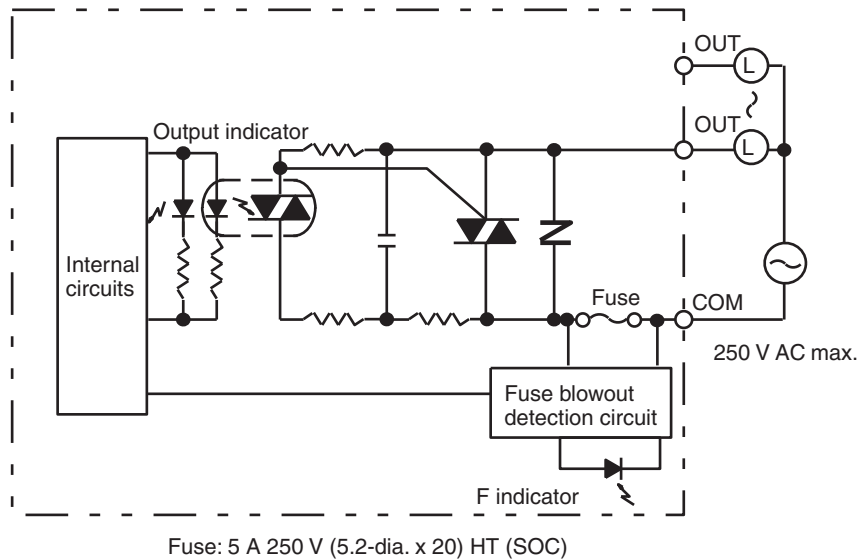 OUT
L
Output indicator
OUT
L
Internal
circuits
Fuse
COM
250 V AC max.
Fuse blowout
detection circuit
F indicator
Fuse: 5 A 250 V (5.2-dia. x 20) HT (SOC)